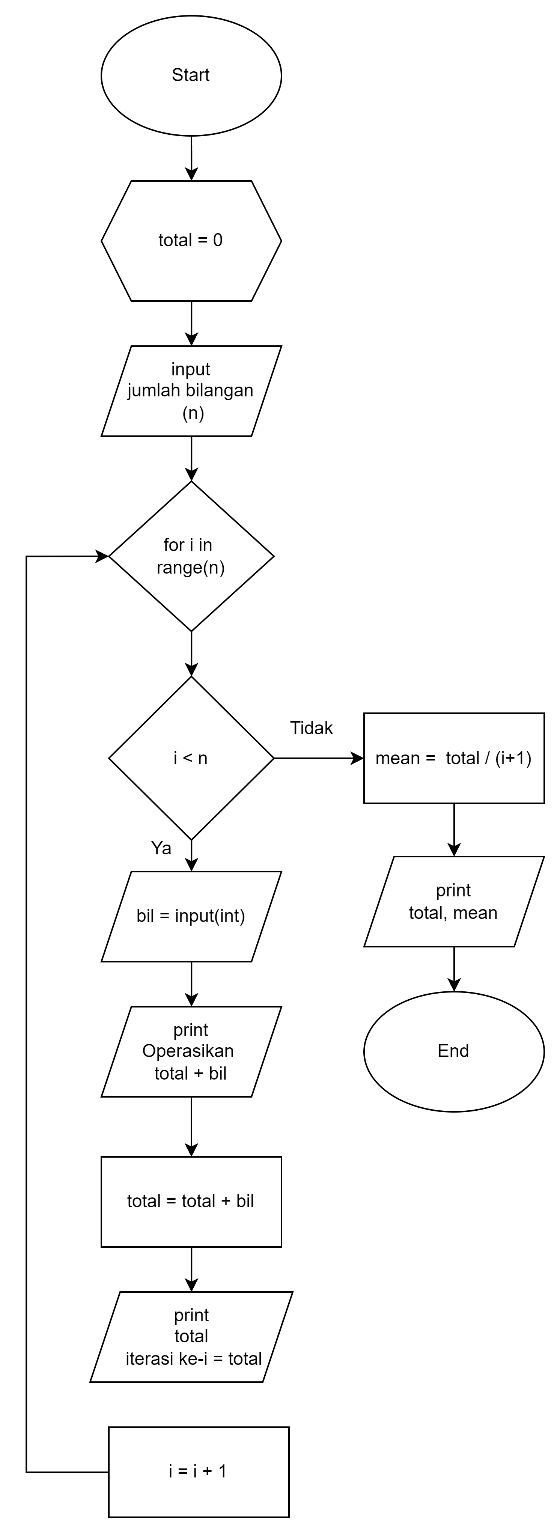 Start
total = 0
input
jumlah bilangan
(n)
for i in
range(n)
i < n
Tidak
mean = total / (i+1)
Ya
print
total, mean
bil = input(int)
End
print
Operasikan
total + bil
total = total + bil
print
total
iterasi ke-i = total
i = i + 1